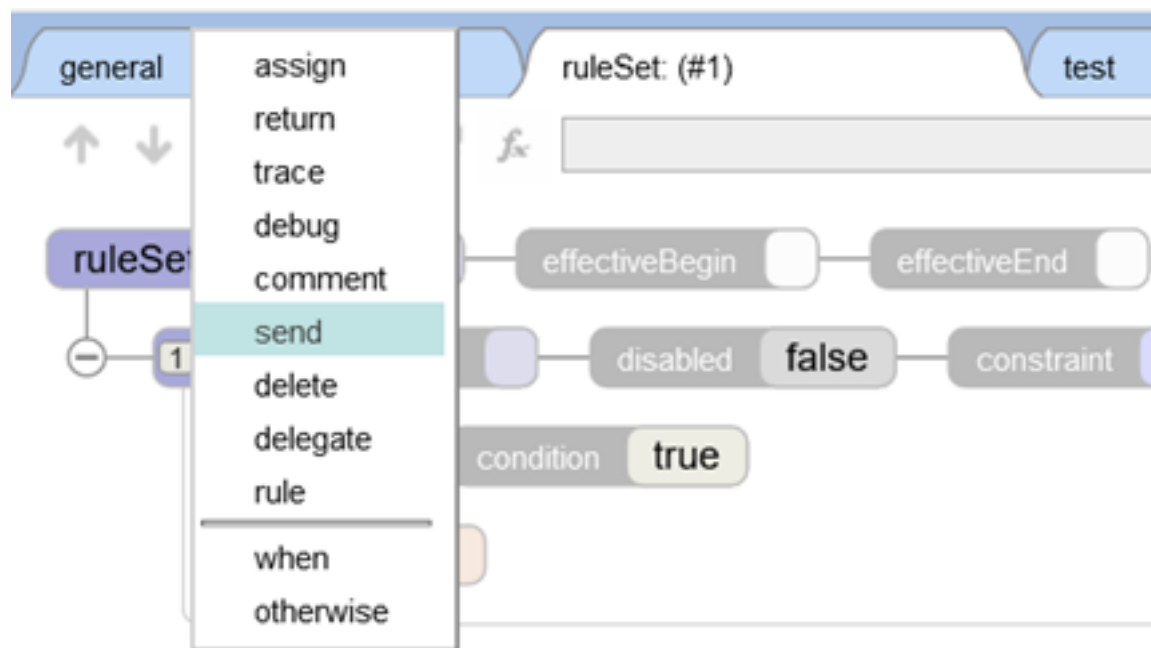 general
ruleSet: (#1)
test
assign
return
trace
debug
comment
send
delete
delegate
rule
when
otherwise
fx
effectiveBegin
effectiveEnd
1
disabled false
constraint
condition true